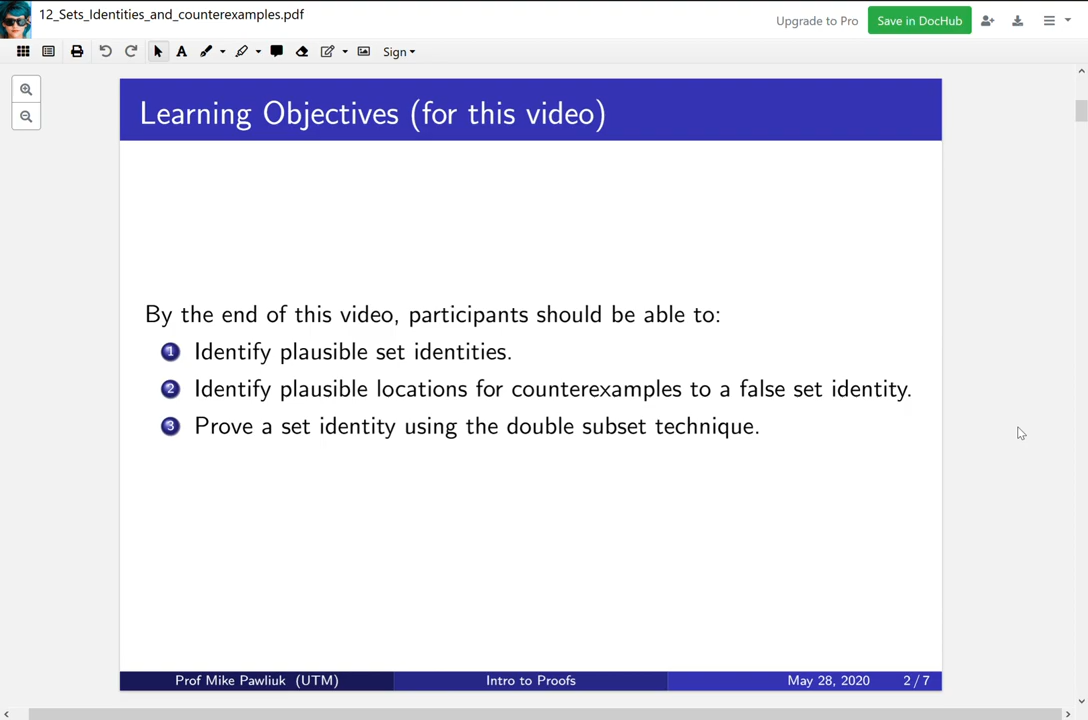 12_Sets_Identities_and_counterexamples.pdf
Upgrade to Pro
Save in DocHub
A
Sign
Learning Objectives (for this video)
By the end of this video, participants should be able to:
1 Identify plausible set identities.
2 Identify plausible locations for counterexamples to a false set identity.
3 Prove a set identity using the double subset technique.
Prof Mike Pawliuk (UTM) Intro to Proofs May 28, 2020 2 / 7